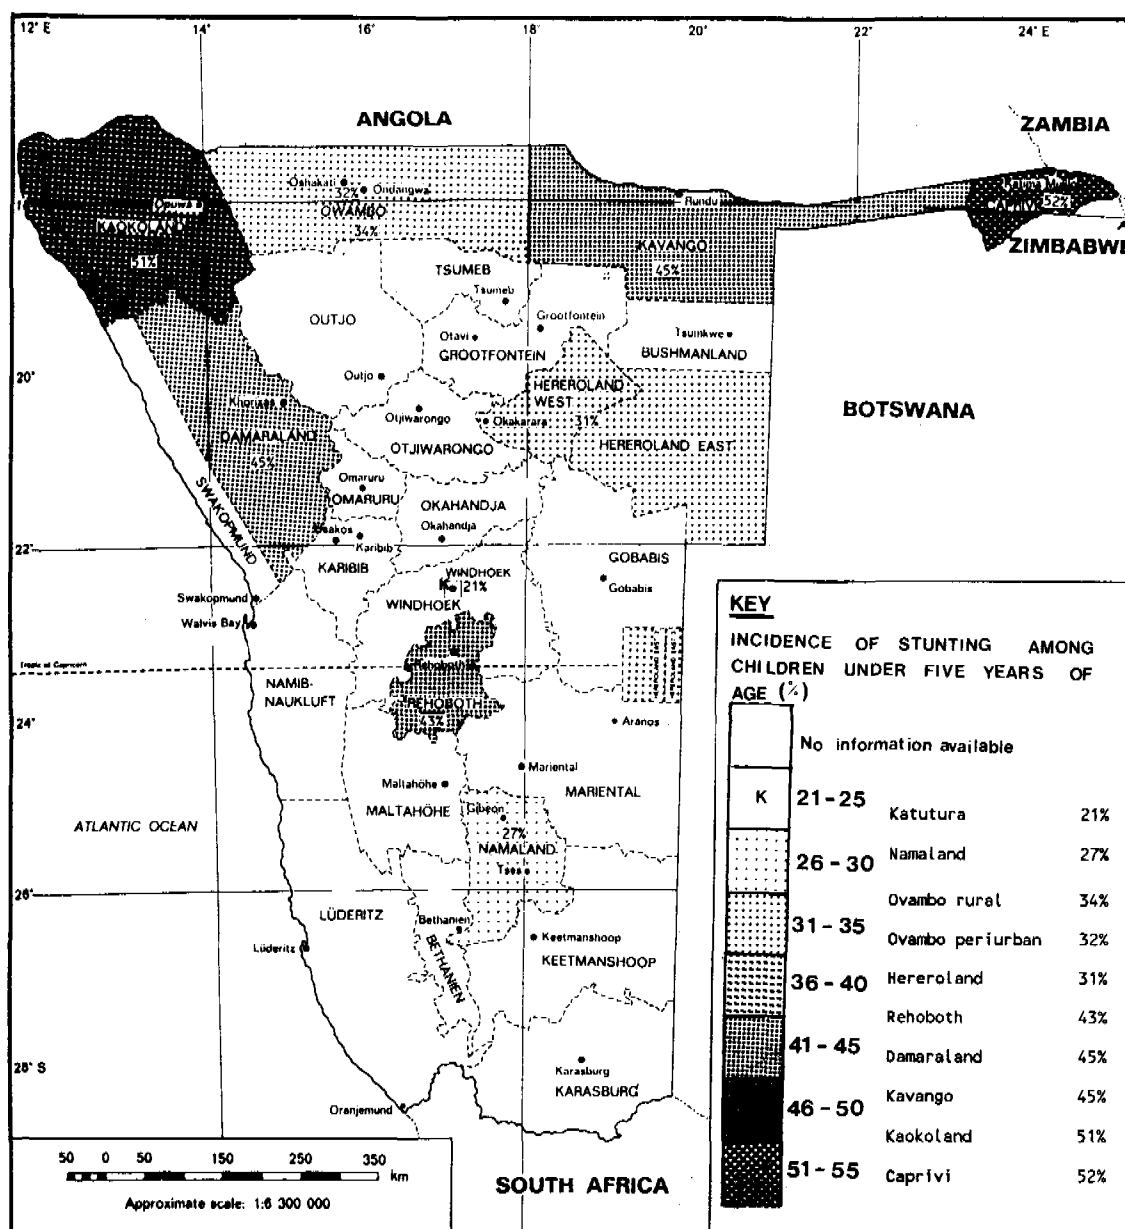 12° E
14°
16°
18
20°
22°
24° E
ANGOLA
ZAMBIA
Oshakati
32%
Ondangwa
OWAMBO
34%
Opuwa
KAOKOLAND
51%
Rundu
KAVANGO
45%
Katima Mulilo
CAPRIVI
52%
ZIMBABWE
TSUMEB
Tsumeb
OUTJO
Grootfontein
Otavi
GROOTFONTEIN
Tsumkwe
BUSHMANLAND
20°
Outjo
HEREROLAND
WEST
BOTSWANA
Khorixas
Otjiwarongo
Okakarara
31%
DAMARALAND
45%
OTJIWARONGO
HEREROLAND EAST
Omaruru
OMARURU
OKAHANDJA
SWAKOPMUND
Usakos
Karibib
Okahandja
22°
KARIBIB
GOBABIS
WINDHOEK
K
21%
Gobabis
Swakopmund
WINDHOEK
Walvis Bay
Tropic of Capricorn
Rehoboth
HEREROLAND EAST
NAMIB-
NAUKLUFT
REHOBOTH
43%
24°
Aranos
Mariental
Maltahöhe
MARIENTAL
MALTAHÖHE
Gibeon
27%
NAMALAND
Tses
ATLANTIC OCEAN
26°
LÜDERITZ
Bethanien
BETHANIEN
Lüderitz
Keetmanshoop
KEETMANSHOOP
28° S
Karasburg
KARASBURG
Oranjemund
SOUTH AFRICA
50 0 50 150 250 350
km
Approximate scale: 1:6 300 000
KEY
INCIDENCE OF STUNTING AMONG
CHILDREN UNDER FIVE YEARS OF
AGE (%)
No information available
K 21-25
Katutura 21%
26-30
Namaland 27%
Ovambo rural 34%
31-35
Ovambo periurban 32%
36-40
Hereroland 31%
Rehoboth 43%
41-45
Damaraland 45%
Kavango 45%
46-50
Kaokoland 51%
51-55
Caprivi 52%